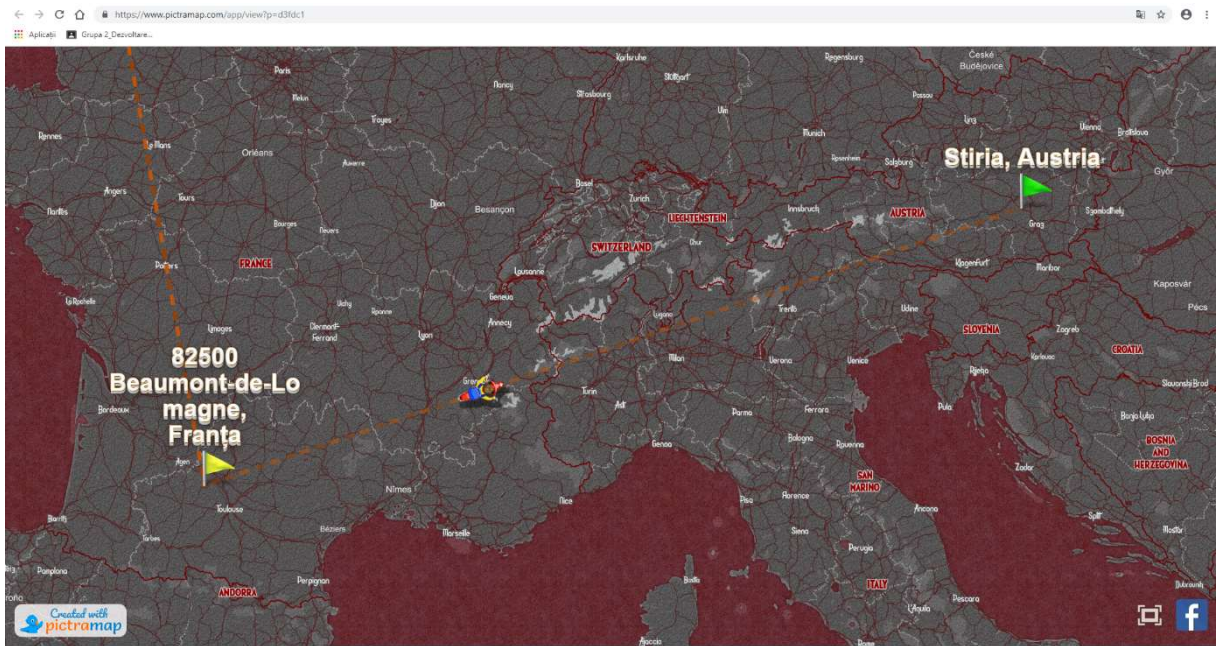 https://www.pictramap.com/app/view?p=d3fdc1
Aplicații Grupa 2_Dezvoltare...
Karlsruhe Regensburg České
Budějovice
Paris Nancy Stuttgart
Melun Strasbourg Passau
Troyes Ulm Linz Vienna Bratislava
Rennes Le Mans Munich
Orléans Auxerre Rosenheim Salzburg
Stiria, Austria
Győr
Angers Tours Basel Zurich
Nantes Dijon Besançon LIECHTENSTEIN Innsbruck AUSTRIA Szombathely
Bourges Nevers Graz
SWITZERLAND Chur
Poitiers FRANCE Lausanne Klagenfurt Maribor
Kaposvár
La Rochelle Vichy Roanne Geneva
Annecy Lugano Trento Udine Pécs
Limoges Clermont-
Ferrand Lyon SLOVENIA Zagreb
82500
Beaumont-de-Lo
magne,
Franța
Milan Verona Venice Karlovac CROATIA
Rijeka
Turin Slavonski Brod
Bordeaux Asti Parma Ferrara Pula Banja Luka
Genoa Bologna Ravenna BOSNIA
AND
HERZEGOVINA
Agen Zadar
SAN
MARINO
Nîmes Nice Pisa Florence
Toulouse Ancona
Biarritz Béziers Marseille Siena Split Mostar
Tarbes Perugia
Pamplona Perpignan Bastia ITALY Dubrovnik
ANDORRA Pescara
L'Aquila
Created with
pictramap
Ajaccio Rome